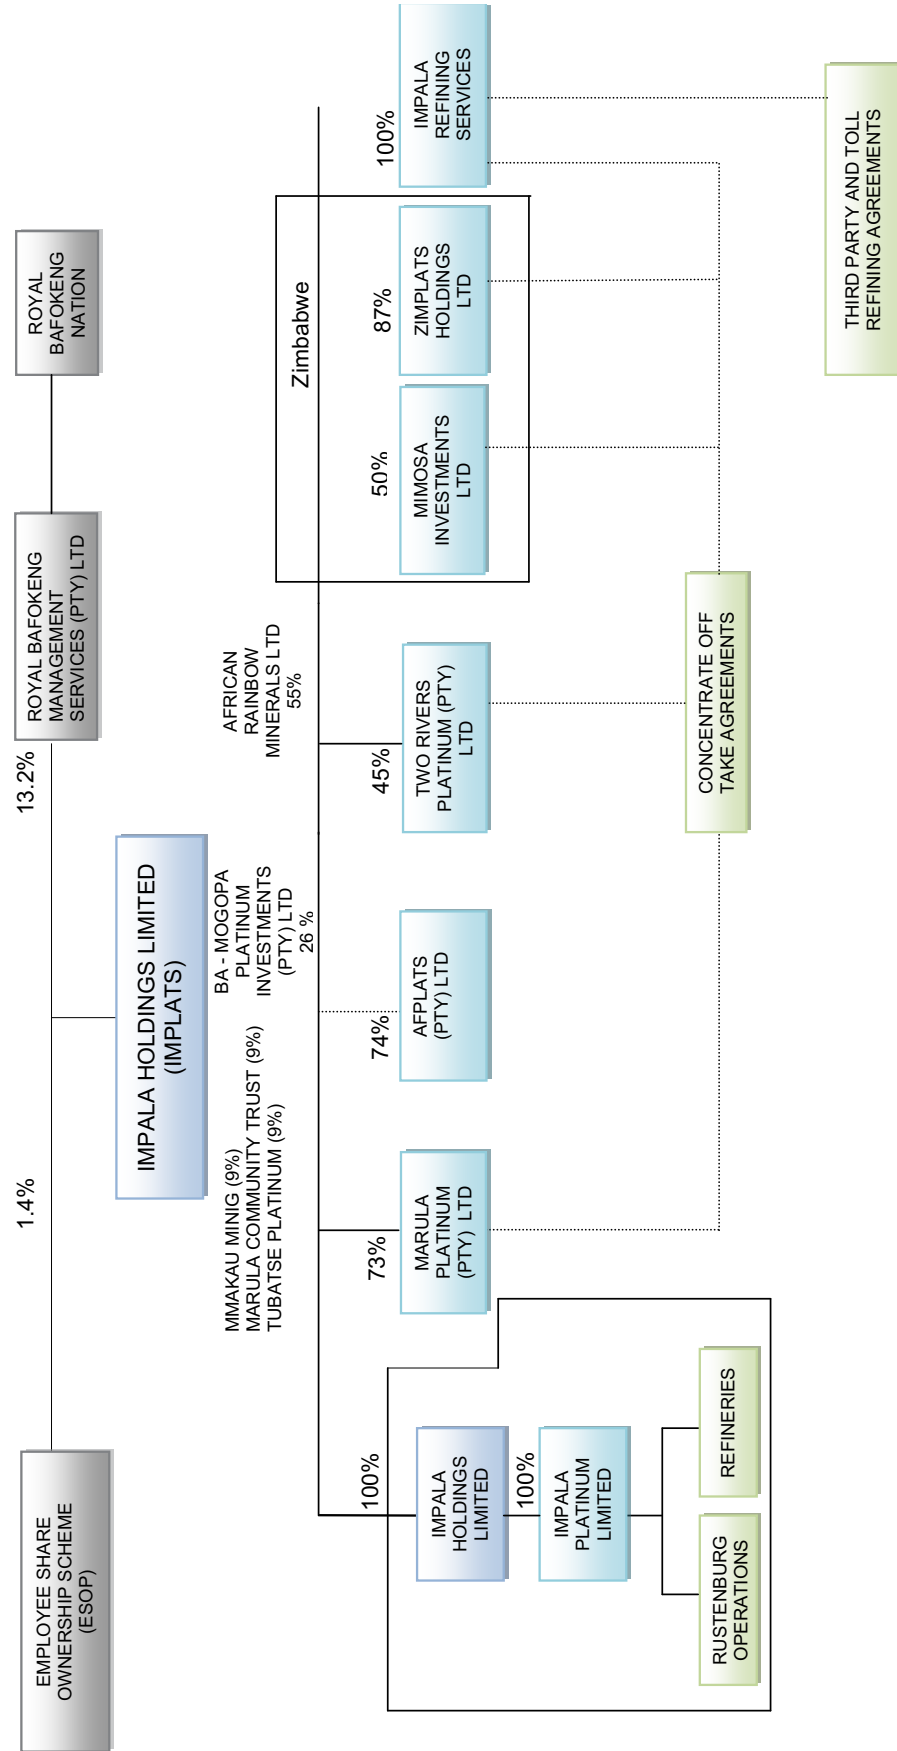 EMPLOYEE SHARE
OWNERSHIP SCHEME
(ESOP)
1.4%
13.2%
ROYAL BAFOKENG
MANAGEMENT
SERVICES (PTY) LTD
ROYAL
BAFOKENG
NATION
IMPALA HOLDINGS LIMITED
(IMPLATS)
MMAKAU MINIG (9%)
MARULA COMMUNITY TRUST (9%)
TUBATSE PLATINUM (9%)
BA - MOGOPA
PLATINUM
INVESTMENTS
(PTY) LTD
26 %
AFRICAN
RAINBOW
MINERALS LTD
55%
Zimbabwe
100%
IMPALA
HOLDINGS
LIMITED
100%
IMPALA
PLATINUM
LIMITED
RUSTENBURG
OPERATIONS
REFINERIES
73%
MARULA
PLATINUM
(PTY) LTD
74%
AFPLATS
(PTY) LTD
45%
TWO RIVERS
PLATINUM (PTY)
LTD
50%
MIMOSA
INVESTMENTS
LTD
87%
ZIMPLATS
HOLDINGS
LTD
100%
IMPALA
REFINING
SERVICES
CONCENTRATE OFF
TAKE AGREEMENTS
THIRD PARTY AND TOLL
REFINING AGREEMENTS